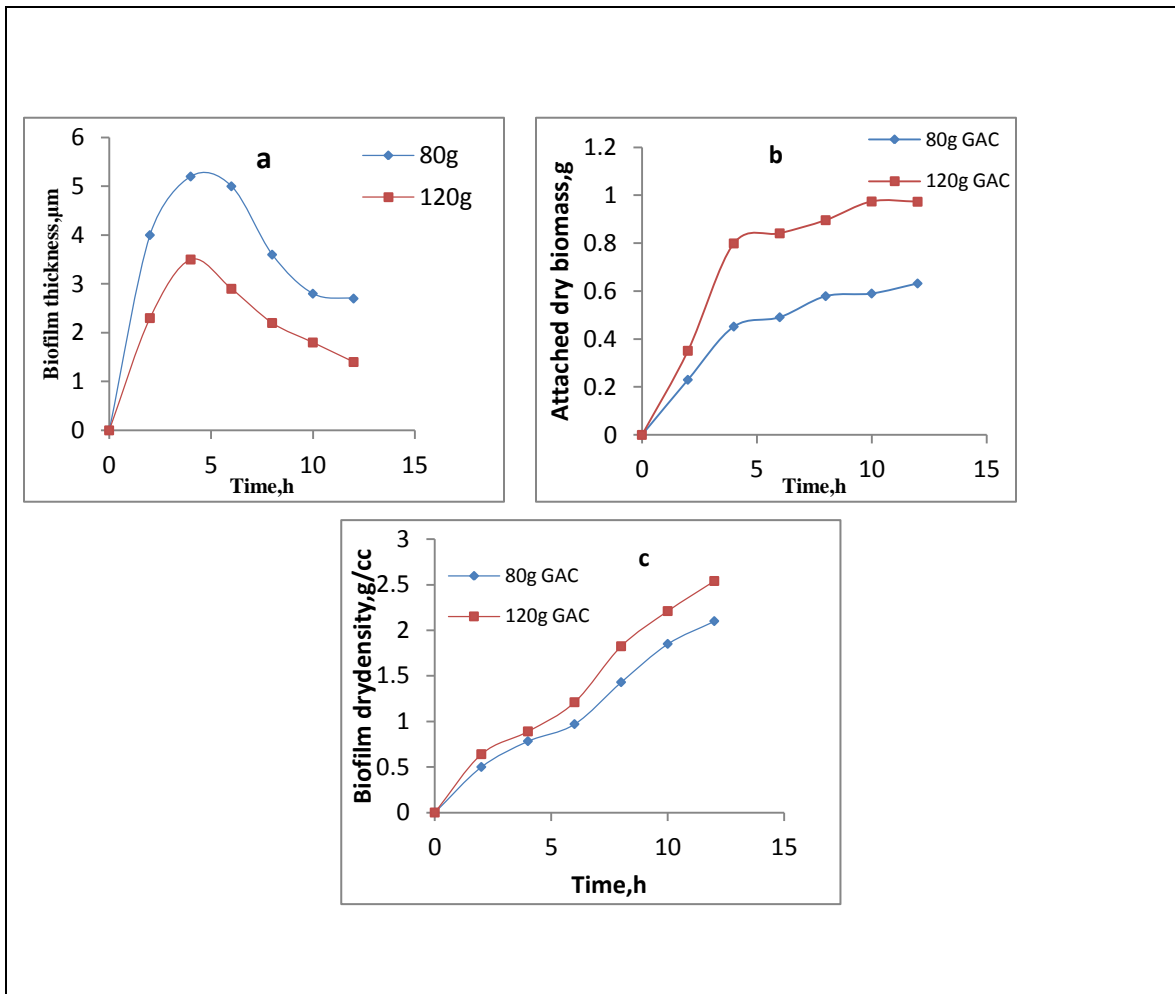 a
80g
120g
6
5
4
3
2
1
0
0 5 10 15
Biofilm thickness,µm
Time,h
b
80g GAC
120g GAC
1.2
1
0.8
0.6
0.4
0.2
0
0 5 10 15
Attached dry biomass,g
Time,h
c
80g GAC
120g GAC
3
2.5
2
1.5
1
0.5
0
0 5 10 15
Biofilm drydensity,g/cc
Time,h